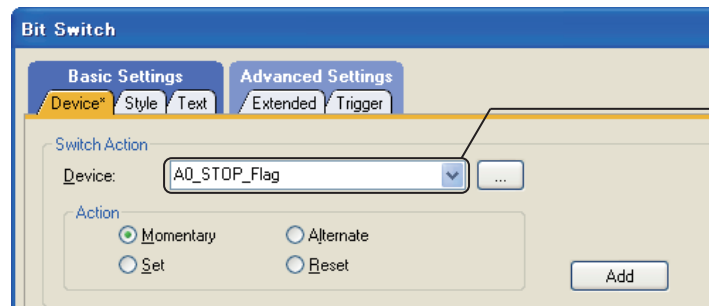 Bit Switch
Basic Settings Advanced Settings
Device* Style Text Extended Trigger
Switch Action
Device: A0_STOP_Flag ...
Action
Momentary Alternate
Set Reset
Add